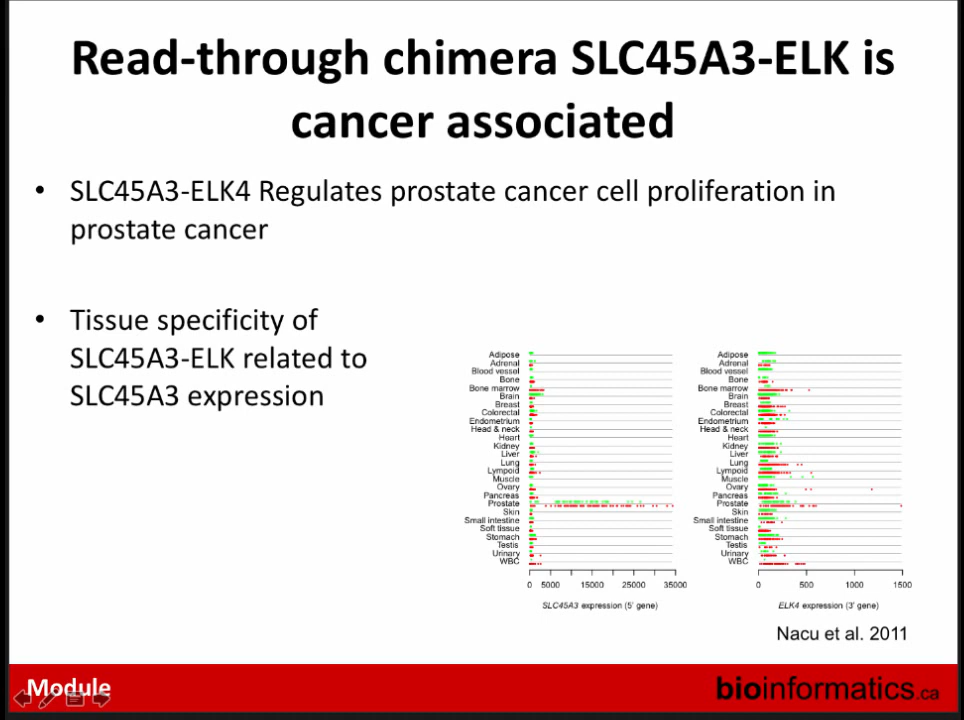 Read-through chimera SLC45A3-ELK is
cancer associated
• SLC45A3-ELK4 Regulates prostate cancer cell proliferation in
prostate cancer
• Tissue specificity of
SLC45A3-ELK related to
SLC45A3 expression
Adipose
Adrenal
Blood vessel
Bone
Bone marrow
Brain
Breast
Colorectal
Endometrium
Head & neck
Heart
Kidney
Liver
Lung
Lympoid
Muscle
Ovary
Pancreas
Prostate
Skin
Small intestine
Soft tissue
Stomach
Testis
Urinary
WBC
0 5000 15000 25000 35000
SLC45A3 expression (5' gene)
Adipose
Adrenal
Blood vessel
Bone
Bone marrow
Brain
Breast
Colorectal
Endometrium
Head & neck
Heart
Kidney
Liver
Lung
Lympoid
Muscle
Ovary
Pancreas
Prostate
Skin
Small intestine
Soft tissue
Stomach
Testis
Urinary
WBC
0 500 1000 1500
ELK4 expression (3' gene)
Nacu et al. 2011
Module
bioinformatics.ca